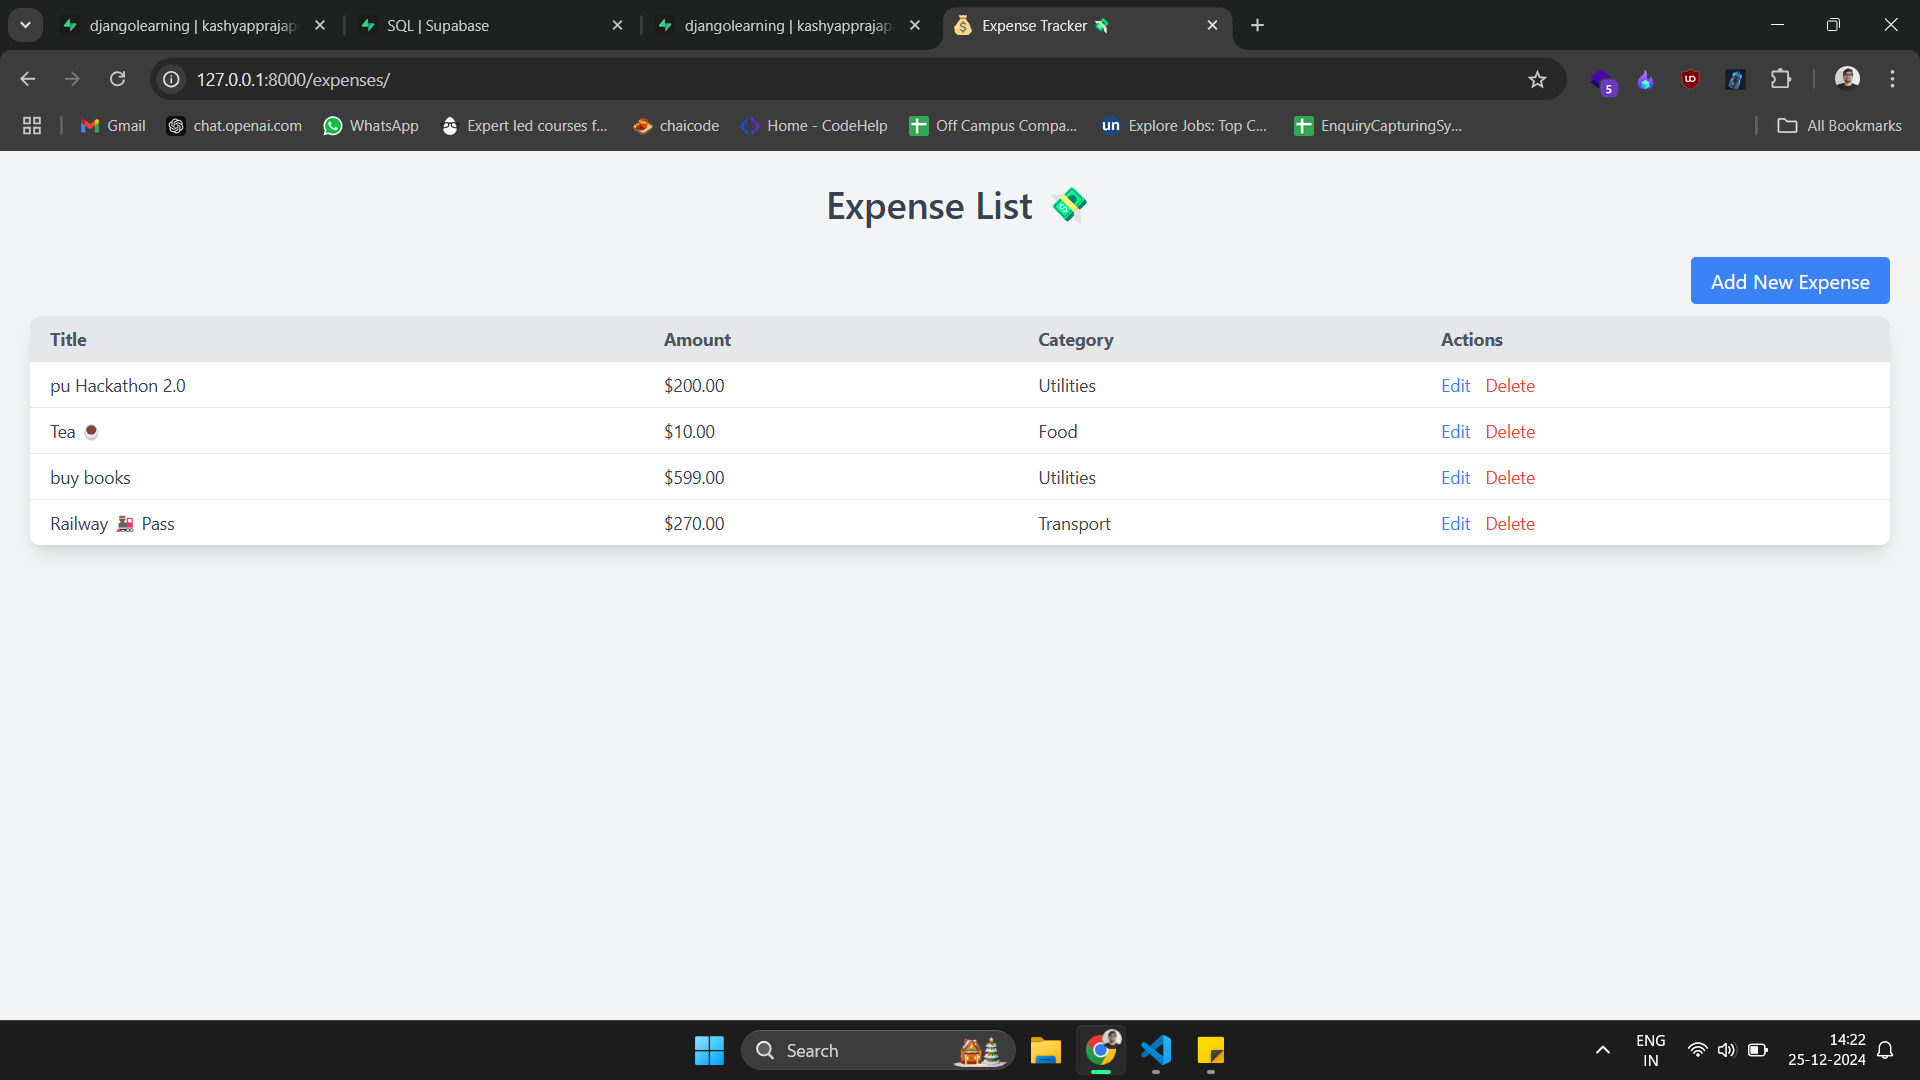 djangolearning | kashyapprajap
SQL | Supabase
djangolearning | kashyapprajap
Expense Tracker 💸
127.0.0.1:8000/expenses/
5
Gmail
chat.openai.com
WhatsApp
Expert led courses f...
chaicode
Home - CodeHelp
Off Campus Compa...
un
Explore Jobs: Top C...
EnquiryCapturingSy...
All Bookmarks
Expense List 💸
Add New Expense
Title Amount Category Actions
pu Hackathon 2.0 $200.00 Utilities Edit Delete
Tea ☕ $10.00 Food Edit Delete
buy books $599.00 Utilities Edit Delete
Railway 🚂 Pass $270.00 Transport Edit Delete
Search
ENG
IN
14:22
25-12-2024